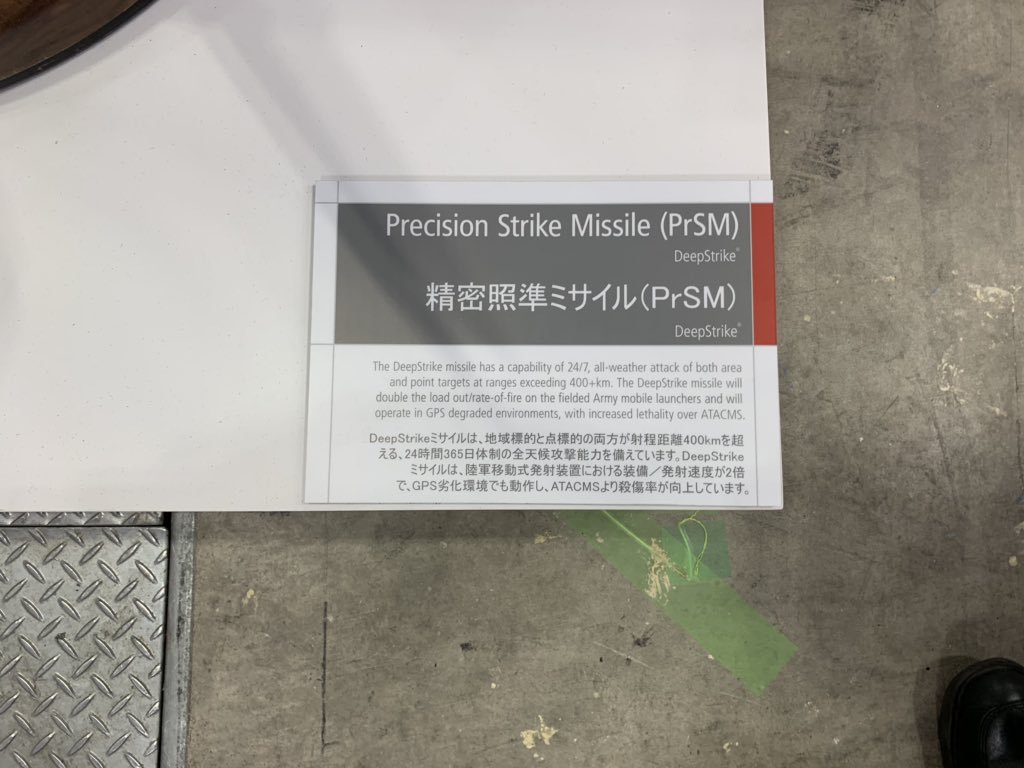 Precision Strike Missile (PrSM)
DeepStrike®
精密照準ミサイル（PrSM）
DeepStrike®
The DeepStrike missile has a capability of 24/7, all-weather attack of both area
and point targets at ranges exceeding 400+km. The DeepStrike missile will
double the load out/rate-of-fire on the fielded Army mobile launchers and will
operate in GPS degraded environments, with increased lethality over ATACMS.
DeepStrikeミサイルは、地域標的と点標的の両方が射程距離400kmを超
える、24時間365日体制の全天候攻撃能力を備えています。DeepStrike
ミサイルは、陸軍移動式発射装置における装備／発射速度が2倍
で、GPS劣化環境でも動作し、ATACMSより殺傷率が向上しています。